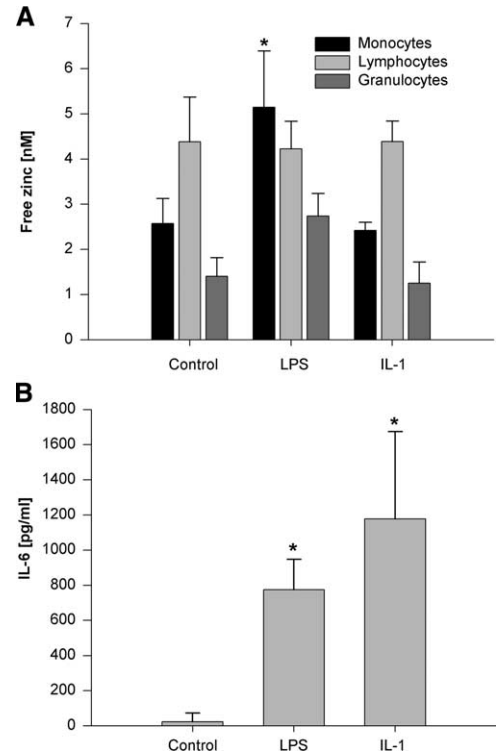 A
7
6
5
4
3
2
1
0
Free zinc [nM]
*
Monocytes
Lymphocytes
Granulocytes
Control LPS IL-1
B
1800
1600
1400
1200
1000
800
600
400
200
0
IL-6 [pg/ml]
*
*
Control LPS IL-1